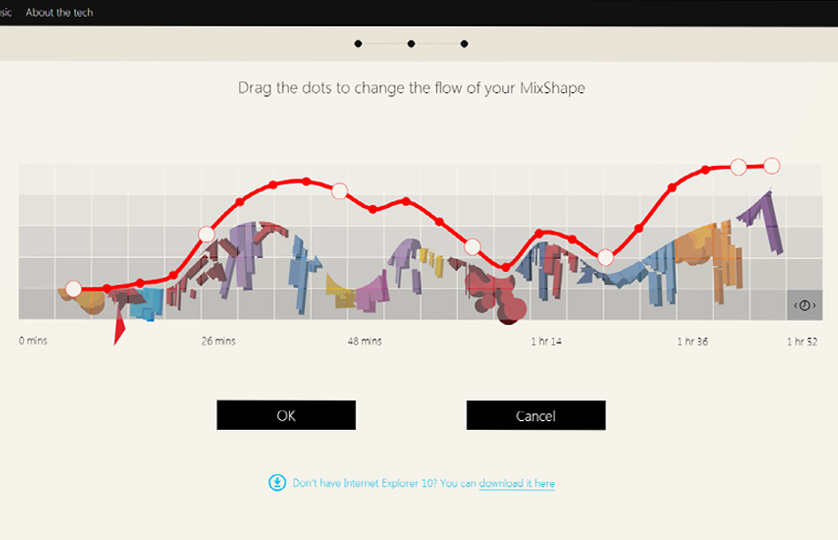 About the tech
Drag the dots to change the flow of your MixShape
0 mins 26 mins 48 mins 1 hr 14 1 hr 36 1 hr 52
OK Cancel
Don't have Internet Explorer 10? You can download it here